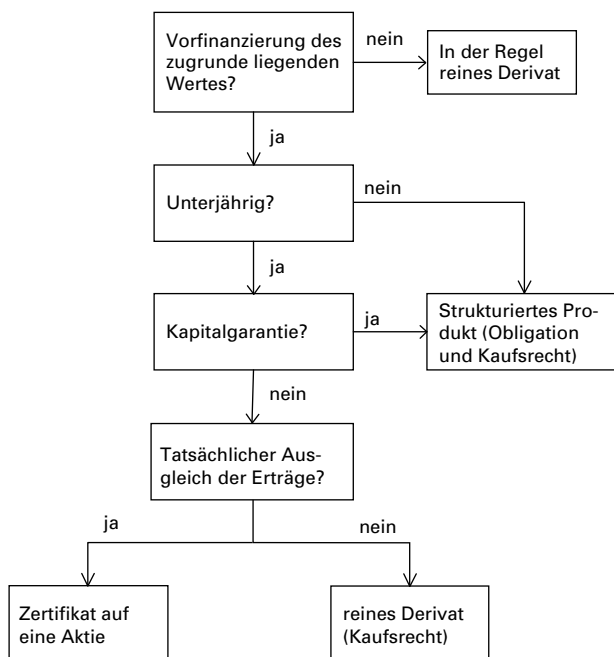 Vorfinanzierung des
zugrunde liegenden
Wertes?
nein
In der Regel
reines Derivat
ja
Unterjährig?
nein
ja
Kapitalgarantie?
ja
Strukturiertes Pro-
dukt (Obligation
und Kaufsrecht)
nein
Tatsächlicher Aus-
gleich der Erträge?
ja
nein
Zertifikat auf
eine Aktie
reines Derivat
(Kaufsrecht)